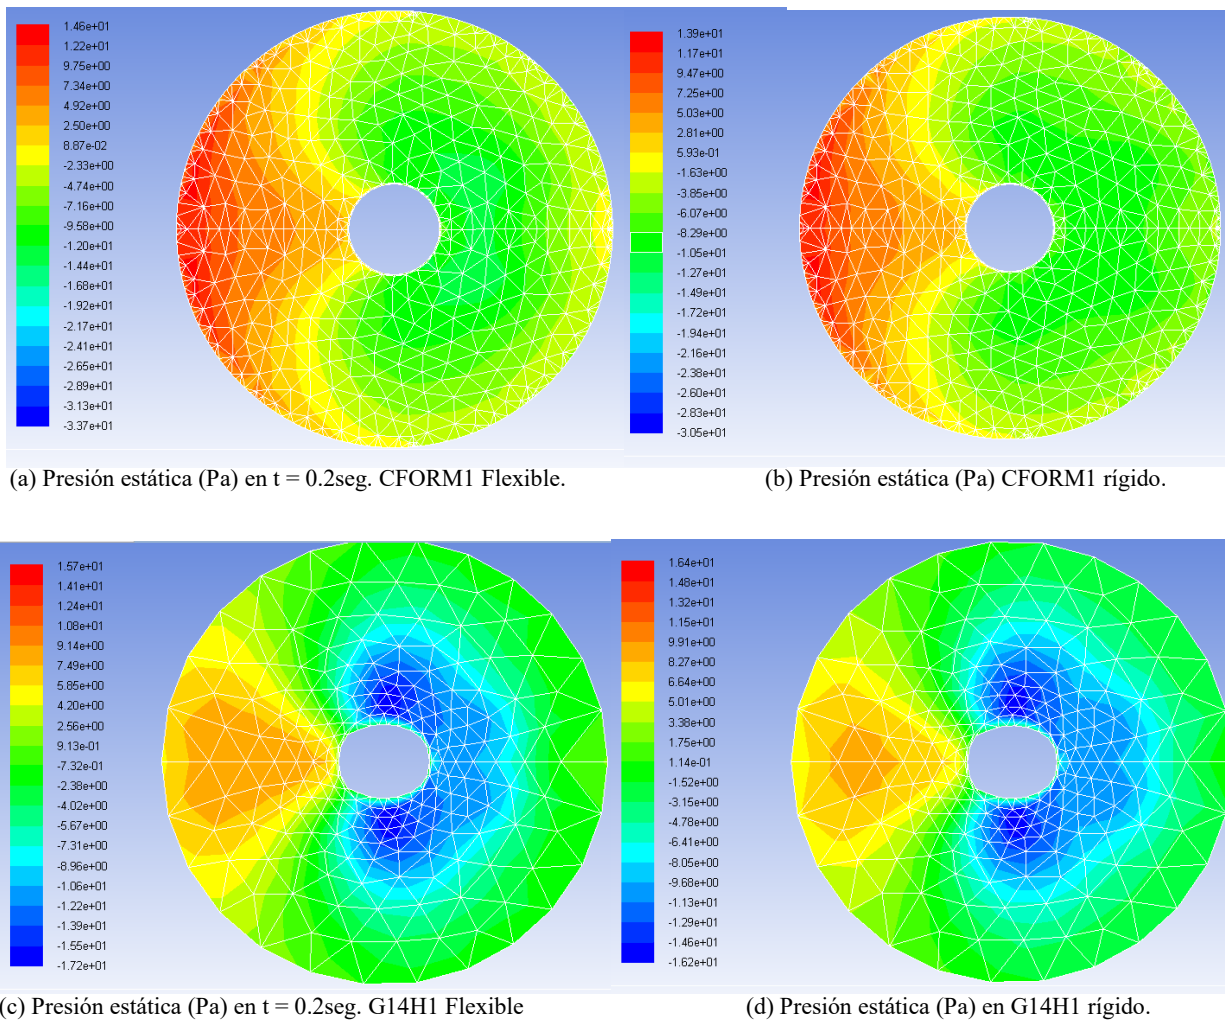 1.46e+01
1.22e+01
9.75e+00
7.34e+00
4.92e+00
2.50e+00
8.87e-02
-2.33e+00
-4.74e+00
-7.16e+00
-9.58e+00
-1.20e+01
-1.44e+01
-1.68e+01
-1.92e+01
-2.17e+01
-2.41e+01
-2.65e+01
-2.89e+01
-3.13e+01
-3.37e+01
1.39e+01
1.17e+01
9.47e+00
7.25e+00
5.03e+00
2.81e+00
5.93e-01
-1.63e+00
-3.85e+00
-6.07e+00
-8.29e+00
-1.05e+01
-1.27e+01
-1.49e+01
-1.72e+01
-1.94e+01
-2.16e+01
-2.38e+01
-2.60e+01
-2.83e+01
-3.05e+01
(a) Presión estática (Pa) en t = 0.2seg. CFORM1 Flexible.
(b) Presión estática (Pa) CFORM1 rígido.
1.57e+01
1.41e+01
1.24e+01
1.08e+01
9.14e+00
7.49e+00
5.85e+00
4.20e+00
2.56e+00
9.13e-01
-7.32e-01
-2.38e+00
-4.02e+00
-5.67e+00
-7.31e+00
-8.96e+00
-1.06e+01
-1.22e+01
-1.39e+01
-1.55e+01
-1.72e+01
1.64e+01
1.48e+01
1.32e+01
1.15e+01
9.91e+00
8.27e+00
6.64e+00
5.01e+00
3.38e+00
1.75e+00
1.14e-01
-1.52e+00
-3.15e+00
-4.78e+00
-6.41e+00
-8.05e+00
-9.68e+00
-1.13e+01
-1.29e+01
-1.46e+01
-1.62e+01
(c) Presión estática (Pa) en t = 0.2seg. G14H1 Flexible
(d) Presión estática (Pa) en G14H1 rígido.